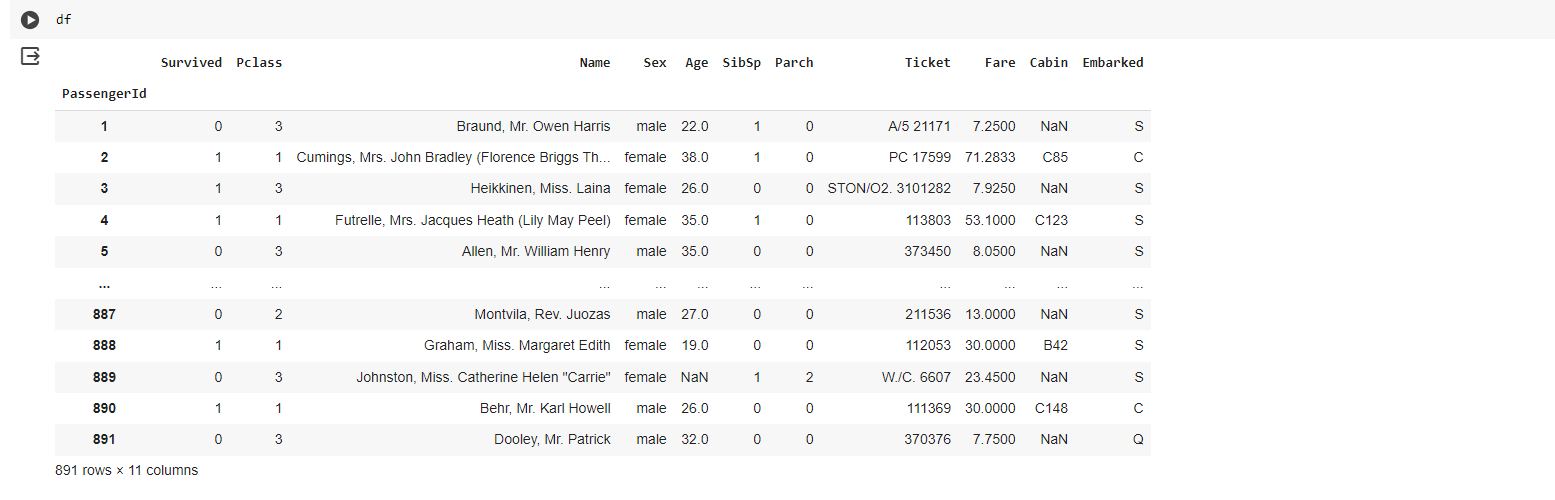 df
Survived Pclass Name Sex Age SibSp Parch Ticket Fare Cabin Embarked
PassengerId
1 0 3 Braund, Mr. Owen Harris male 22.0 1 0 A/5 21171 7.2500 NaN S
2 1 1 Cumings, Mrs. John Bradley (Florence Briggs Th... female 38.0 1 0 PC 17599 71.2833 C85 C
3 1 3 Heikkinen, Miss. Laina female 26.0 0 0 STON/O2. 3101282 7.9250 NaN S
4 1 1 Futrelle, Mrs. Jacques Heath (Lily May Peel) female 35.0 1 0 113803 53.1000 C123 S
5 0 3 Allen, Mr. William Henry male 35.0 0 0 373450 8.0500 NaN S
... ... ... ... ... ... ... ... ... ... ... ...
887 0 2 Montvila, Rev. Juozas male 27.0 0 0 211536 13.0000 NaN S
888 1 1 Graham, Miss. Margaret Edith female 19.0 0 0 112053 30.0000 B42 S
889 0 3 Johnston, Miss. Catherine Helen "Carrie" female NaN 1 2 W./C. 6607 23.4500 NaN S
890 1 1 Behr, Mr. Karl Howell male 26.0 0 0 111369 30.0000 C148 C
891 0 3 Dooley, Mr. Patrick male 32.0 0 0 370376 7.7500 NaN Q
891 rows × 11 columns